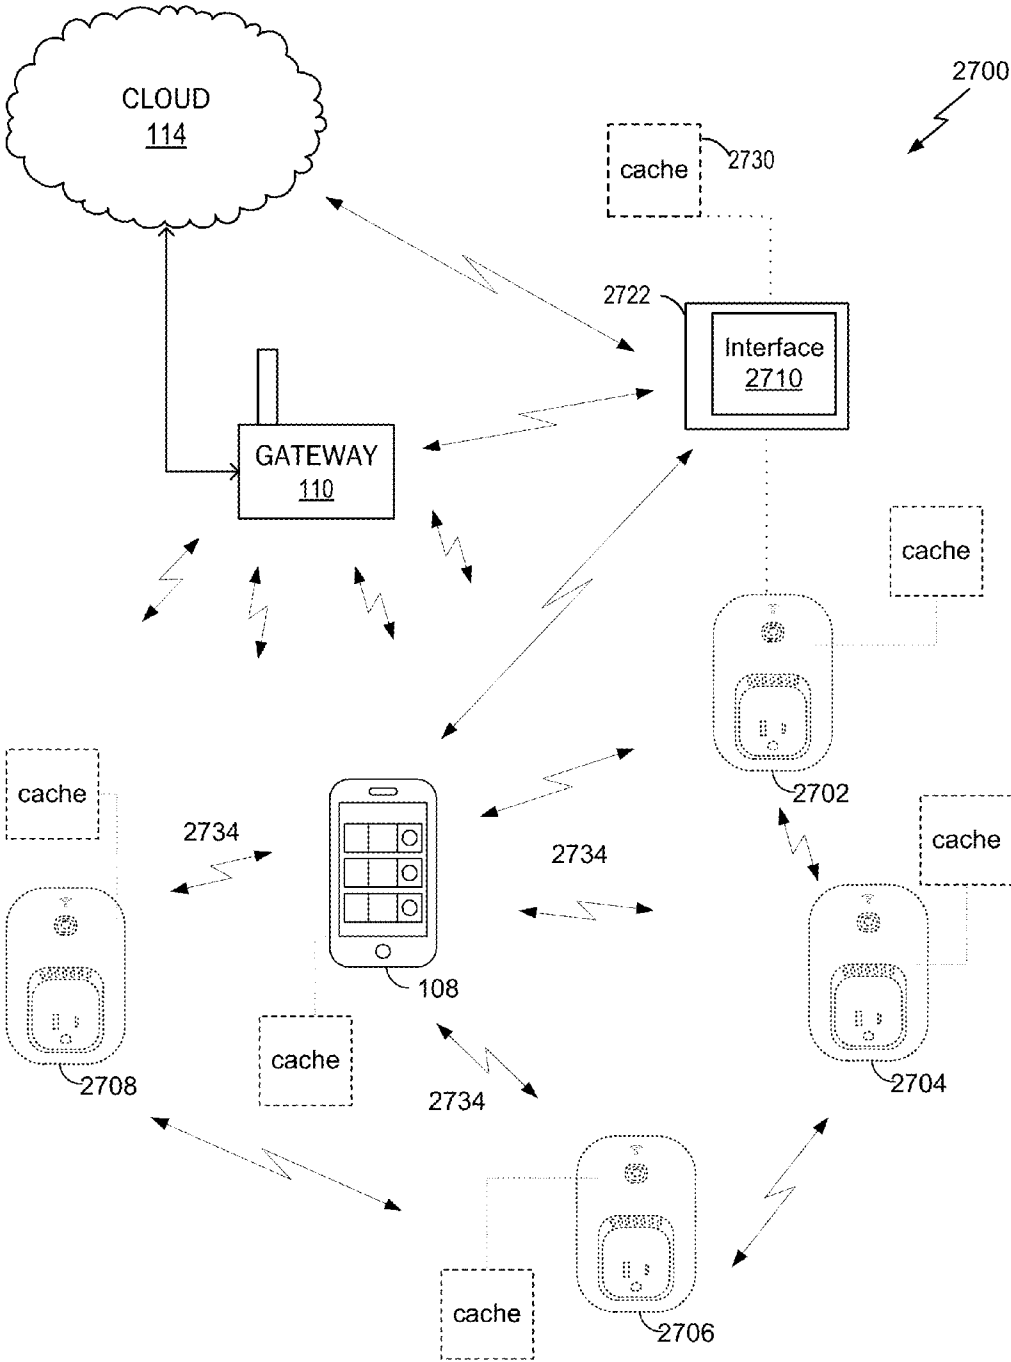 2700
CLOUD
114
cache
2730
2722
Interface
2710
GATEWAY
110
cache
2702
cache
cache
2734
2734
108
2704
cache
2708
2734
cache
2706